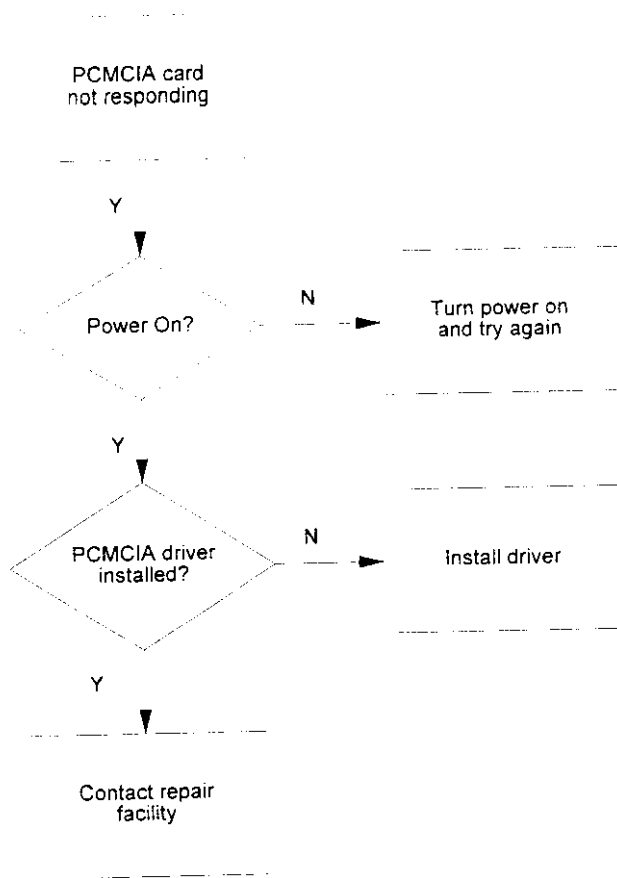 PCMCIA card
not responding
Y
Power On?
N
Turn power on
and try again
Y
PCMCIA driver
installed?
N
Install driver
Y
Contact repair
facility